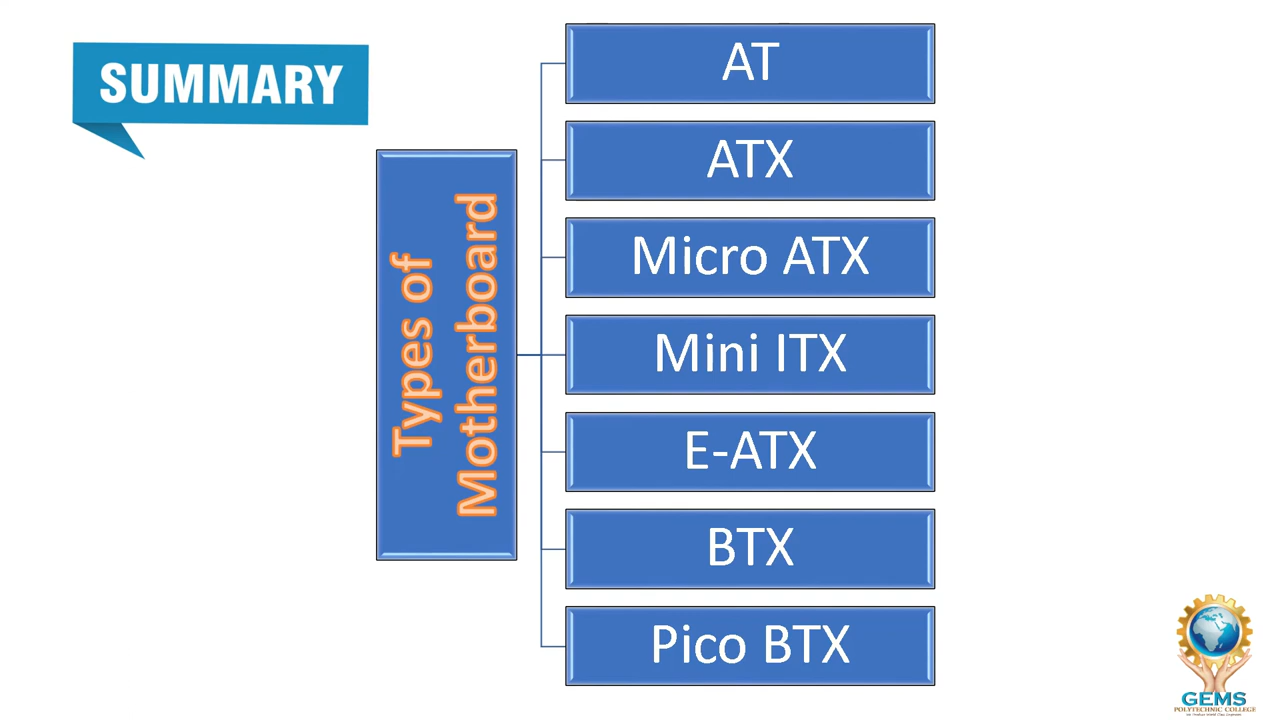 SUMMARY
Types of
Motherboard
AT
ATX
Micro ATX
Mini ITX
E-ATX
BTX
Pico BTX
GEMS
POLYTECHNIC COLLEGE